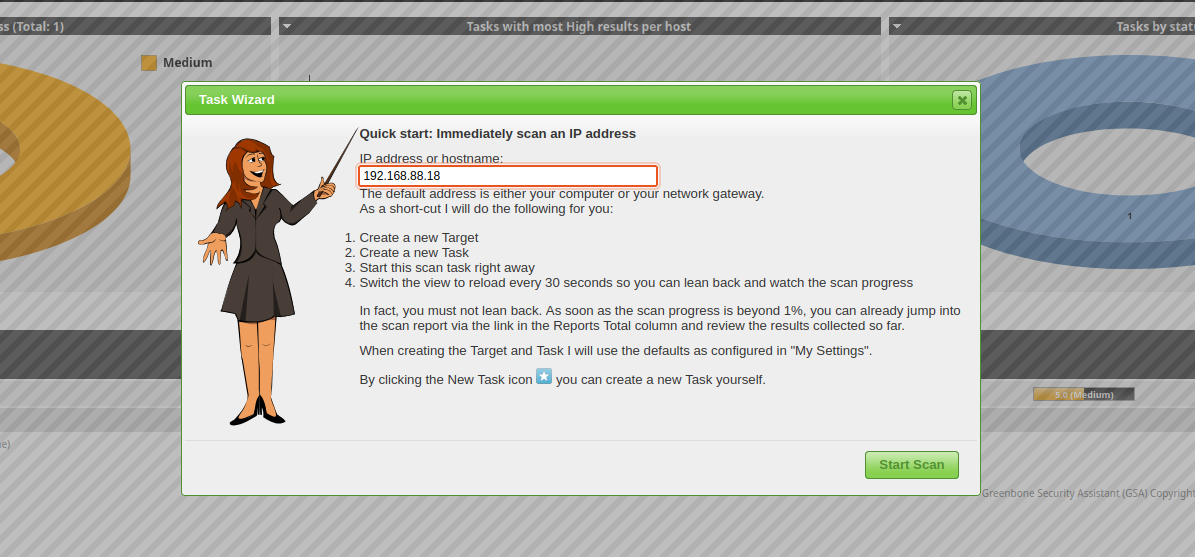 ss (Total: 1)
Tasks with most High results per host
Tasks by stat
Medium
Task Wizard
Quick start: Immediately scan an IP address
IP address or hostname:
192.168.88.18
The default address is either your computer or your network gateway.
As a short-cut I will do the following for you:
1. Create a new Target
2. Create a new Task
3. Start this scan task right away
4. Switch the view to reload every 30 seconds so you can lean back and watch the scan progress
In fact, you must not lean back. As soon as the scan progress is beyond 1%, you can already jump into
the scan report via the link in the Reports Total column and review the results collected so far.
When creating the Target and Task I will use the defaults as configured in "My Settings".
By clicking the New Task icon you can create a new Task yourself.
1
5.0 (Medium)
ne)
Start Scan
Greenbone Security Assistant (GSA) Copyright